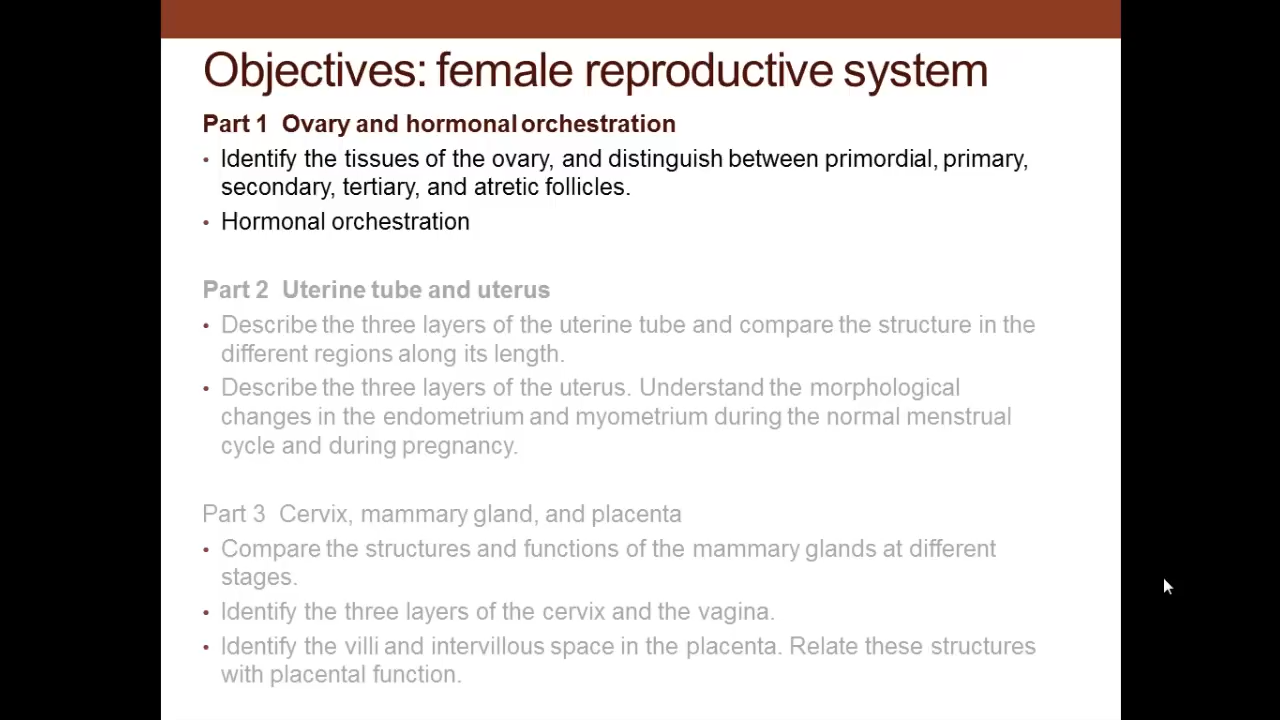 Objectives: female reproductive system
Part 1 Ovary and hormonal orchestration
• Identify the tissues of the ovary, and distinguish between primordial, primary,
secondary, tertiary, and atretic follicles.
• Hormonal orchestration
Part 2 Uterine tube and uterus
• Describe the three layers of the uterine tube and compare the structure in the
different regions along its length.
• Describe the three layers of the uterus. Understand the morphological
changes in the endometrium and myometrium during the normal menstrual
cycle and during pregnancy.
Part 3 Cervix, mammary gland, and placenta
• Compare the structures and functions of the mammary glands at different
stages.
• Identify the three layers of the cervix and the vagina.
• Identify the villi and intervillous space in the placenta. Relate these structures
with placental function.